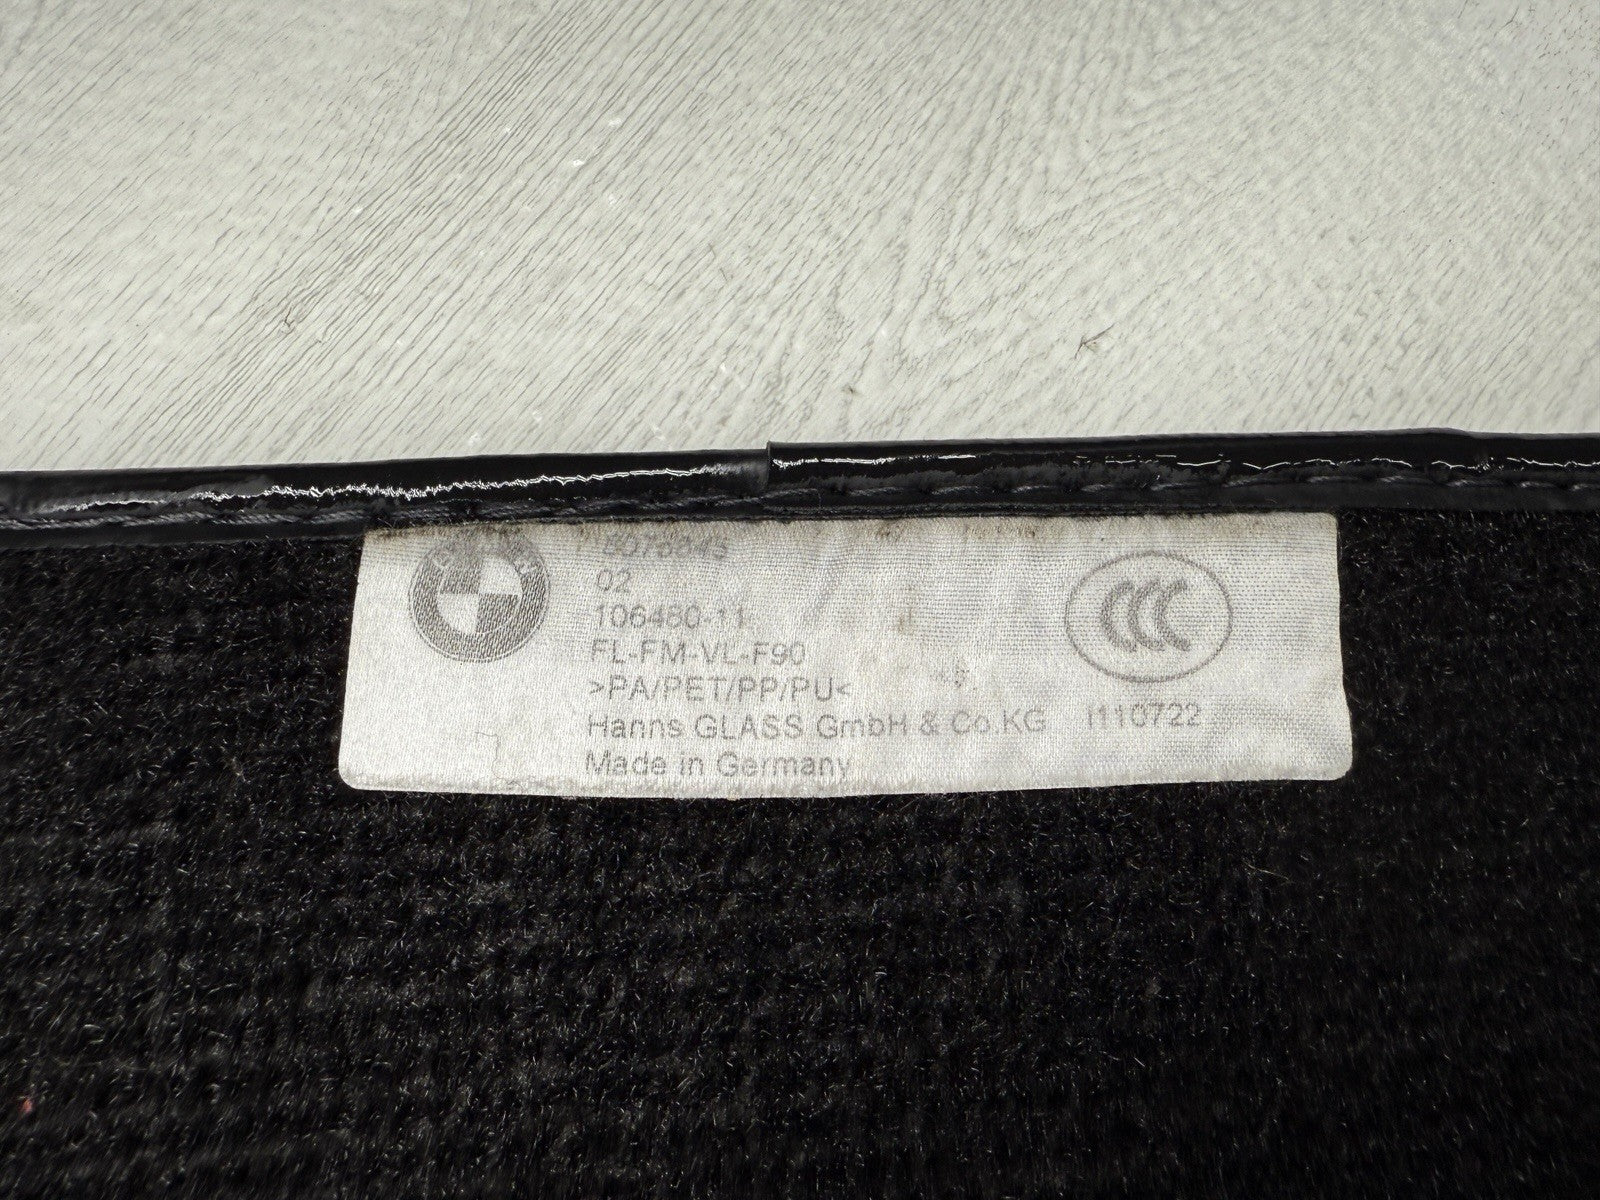 02
106480-11
FL-FM-VL-F90
>PA/PET/PP/PU<
Hanns GLASS GmbH & Co.KG I110722
Made in Germany